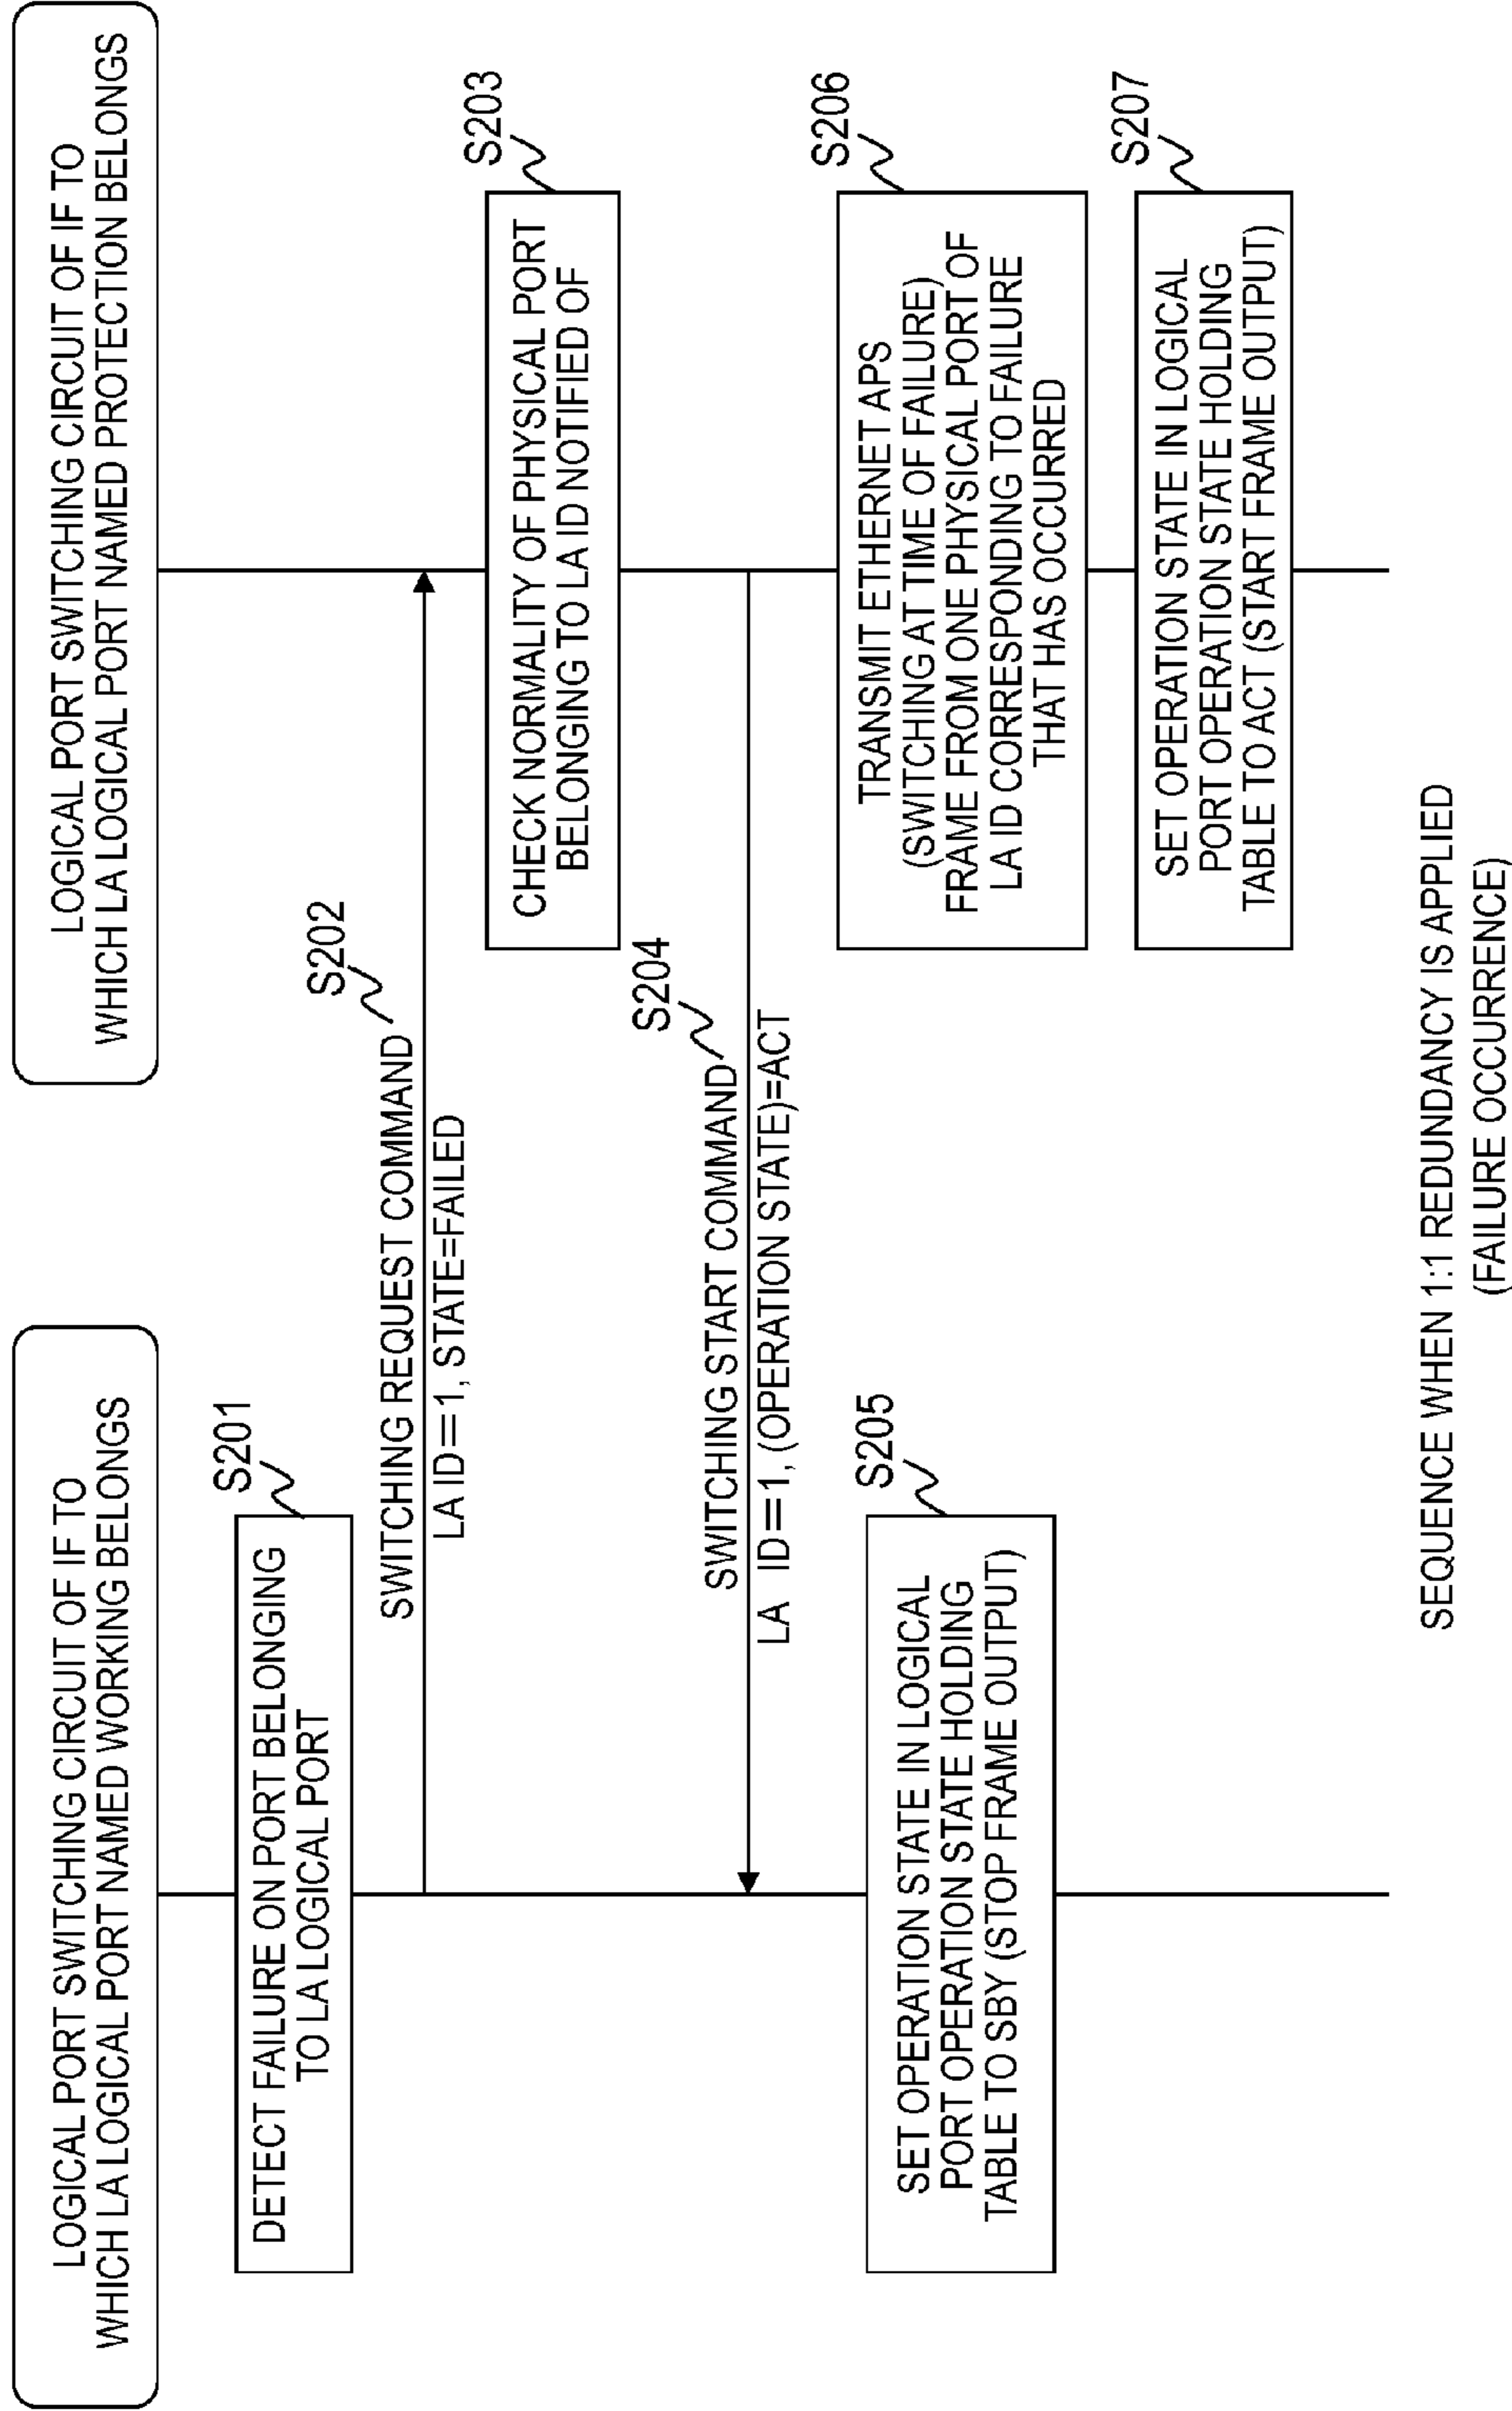 LOGICAL PORT SWITCHING CIRCUIT OF IF TO
WHICH LA LOGICAL PORT NAMED WORKING BELONGS
LOGICAL PORT SWITCHING CIRCUIT OF IF TO
WHICH LA LOGICAL PORT NAMED PROTECTION BELONGS
S201
DETECT FAILURE ON PORT BELONGING
TO LA LOGICAL PORT
S202
SWITCHING REQUEST COMMAND
LA ID=1, STATE=FAILED
S203
CHECK NORMALITY OF PHYSICAL PORT
BELONGING TO LA ID NOTIFIED OF
S204
SWITCHING START COMMAND
LA ID=1, (OPERATION STATE)=ACT
S205
SET OPERATION STATE IN LOGICAL
PORT OPERATION STATE HOLDING
TABLE TO SBY (STOP FRAME OUTPUT)
S206
TRANSMIT ETHERNET APS
(SWITCHING AT TIME OF FAILURE)
FRAME FROM ONE PHYSICAL PORT OF
LA ID CORRESPONDING TO FAILURE
THAT HAS OCCURRED
S207
SET OPERATION STATE IN LOGICAL
PORT OPERATION STATE HOLDING
TABLE TO ACT (START FRAME OUTPUT)
SEQUENCE WHEN 1:1 REDUNDANCY IS APPLIED
(FAILURE OCCURRENCE)